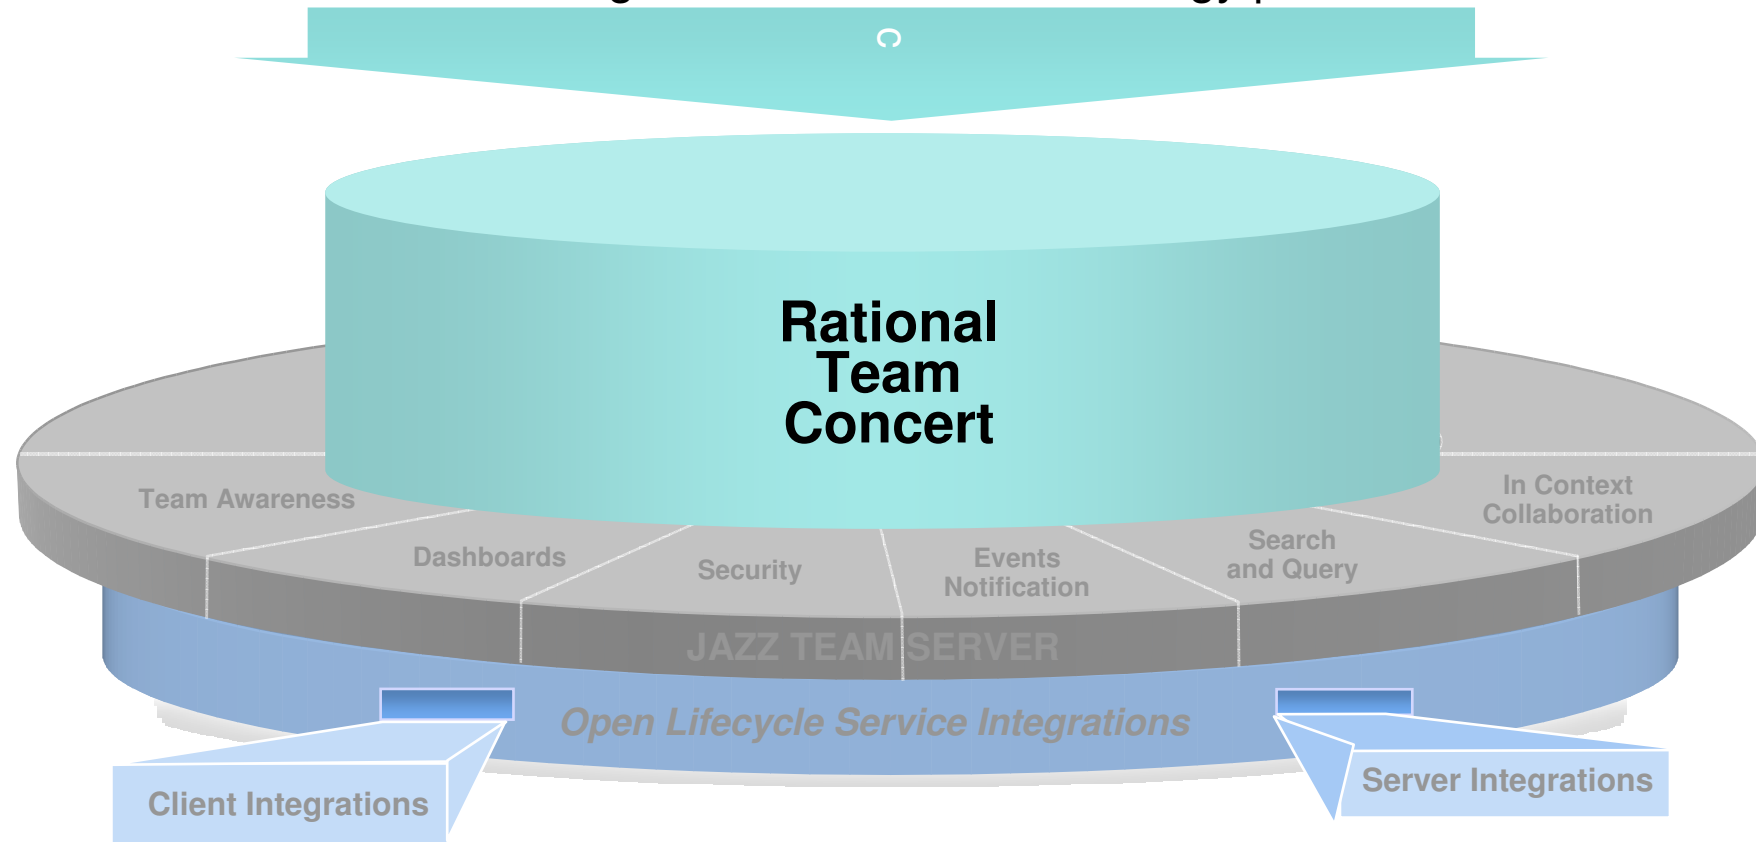 C
Rational
Team
Concert
Team Awareness
In Context
Collaboration
Dashboards
Security
Events
Notification
Search
and Query
JAZZ TEAM SERVER
Open Lifecycle Service Integrations
Client Integrations
Server Integrations